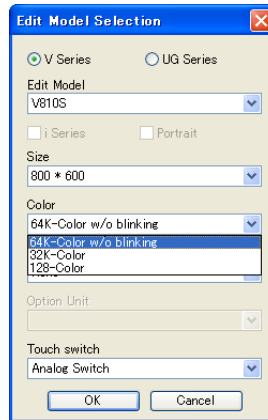 Edit Model Selection
V Series UG Series
Edit Model
V810S
i Series Portrait
Size
800 * 600
Color
64K-Color w/o blinking
64K-Color w/o blinking
32K-Color
128-Color
Option Unit
Touch switch
Analog Switch
OK Cancel